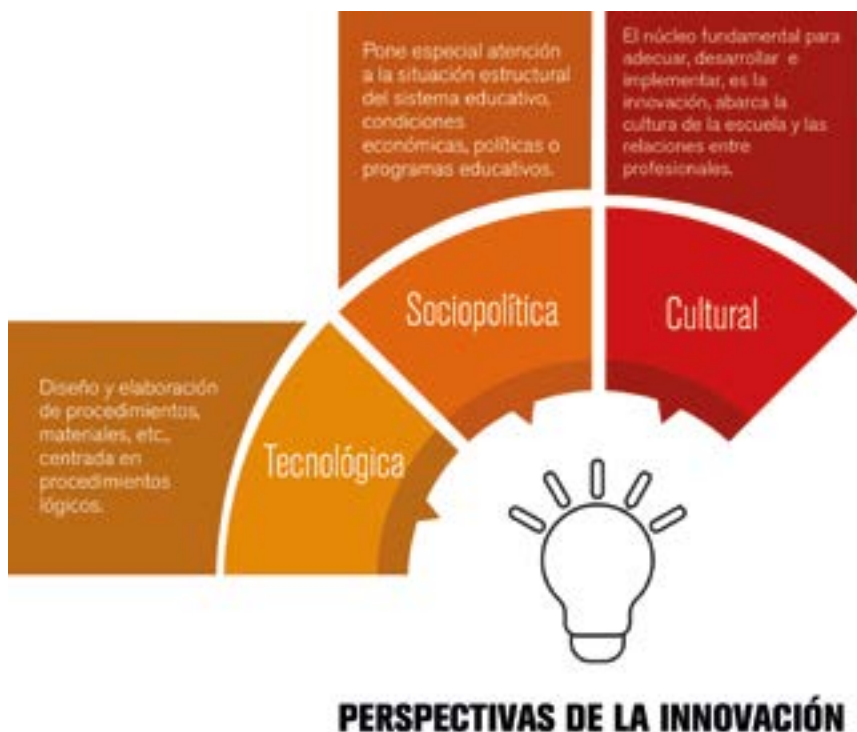 Pone especial atención
a la situación estructural
del sistema educativo,
condiciones
económicas, políticas o
programas educativos.
El núcleo fundamental para
adecuar, desarrollar e
implementar, es la
innovación, abarca la
cultura de la escuela y las
relaciones entre
profesionales.
Sociopolítica
Cultural
Diseño y elaboración
de procedimientos,
materiales, etc.,
centrada en
procedimientos
lógicos.
Tecnológica
PERSPECTIVAS DE LA INNOVACIÓN